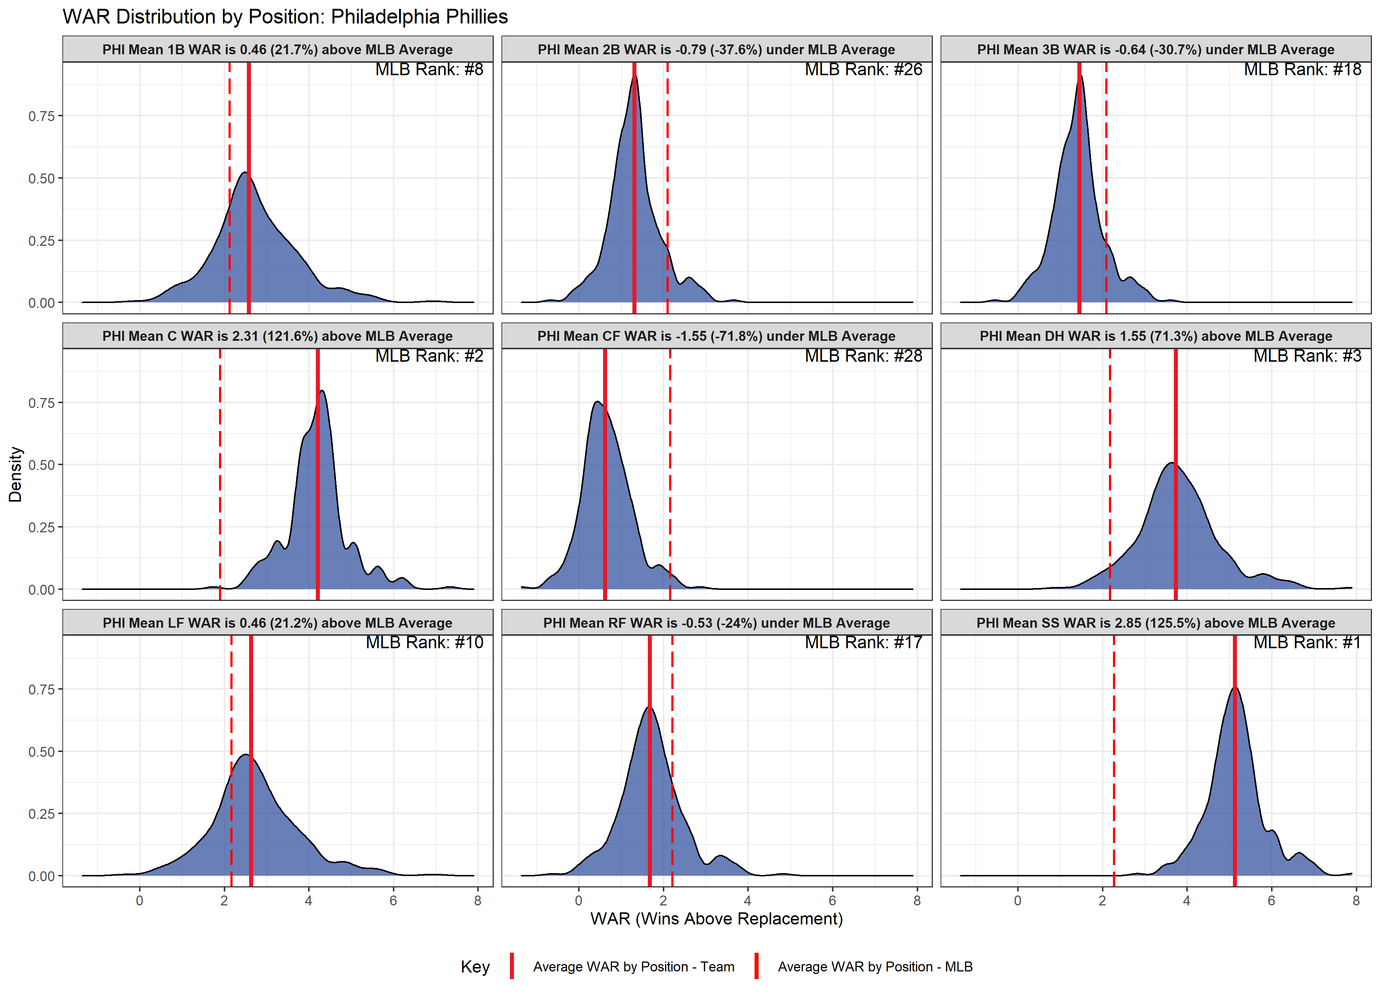 WAR Distribution by Position: Philadelphia Phillies
PHI Mean 1B WAR is 0.46 (21.7%) above MLB Average
PHI Mean 2B WAR is -0.79 (-37.6%) under MLB Average
PHI Mean 3B WAR is -0.64 (-30.7%) under MLB Average
MLB Rank: #8
MLB Rank: #26
MLB Rank: #18
0.75
0.50
0.25
0.00
PHI Mean C WAR is 2.31 (121.6%) above MLB Average
PHI Mean CF WAR is -1.55 (-71.8%) under MLB Average
PHI Mean DH WAR is 1.55 (71.3%) above MLB Average
MLB Rank: #2
MLB Rank: #28
MLB Rank: #3
Density
0.75
0.50
0.25
0.00
PHI Mean LF WAR is 0.46 (21.2%) above MLB Average
PHI Mean RF WAR is -0.53 (-24%) under MLB Average
PHI Mean SS WAR is 2.85 (125.5%) above MLB Average
MLB Rank: #10
MLB Rank: #17
MLB Rank: #1
0.75
0.50
0.25
0.00
0 2 4 6 8
0 2 4 6 8
0 2 4 6 8
WAR (Wins Above Replacement)
Key
Average WAR by Position - Team
Average WAR by Position - MLB